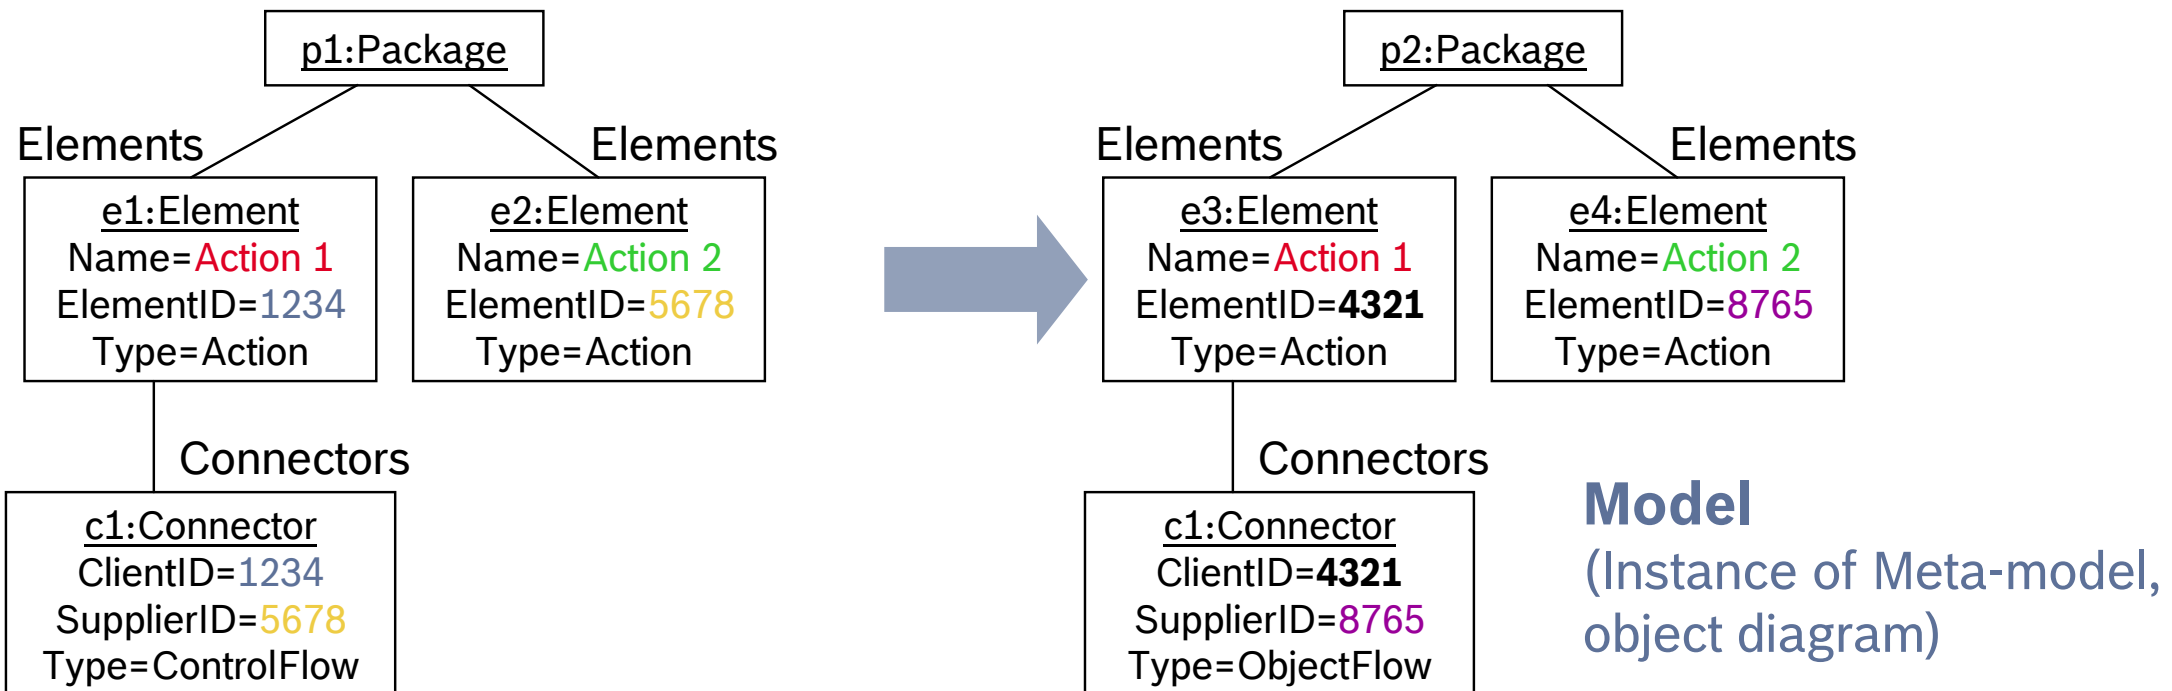 p1:Package
Elements
Elements
e1:Element
Name=Action 1
ElementID=1234
Type=Action
e2:Element
Name=Action 2
ElementID=5678
Type=Action
Connectors
c1:Connector
ClientID=1234
SupplierID=5678
Type=ControlFlow
p2:Package
Elements
Elements
e3:Element
Name=Action 1
ElementID=4321
Type=Action
e4:Element
Name=Action 2
ElementID=8765
Type=Action
Connectors
c1:Connector
ClientID=4321
SupplierID=8765
Type=ObjectFlow
Model
(Instance of Meta-model,
object diagram)